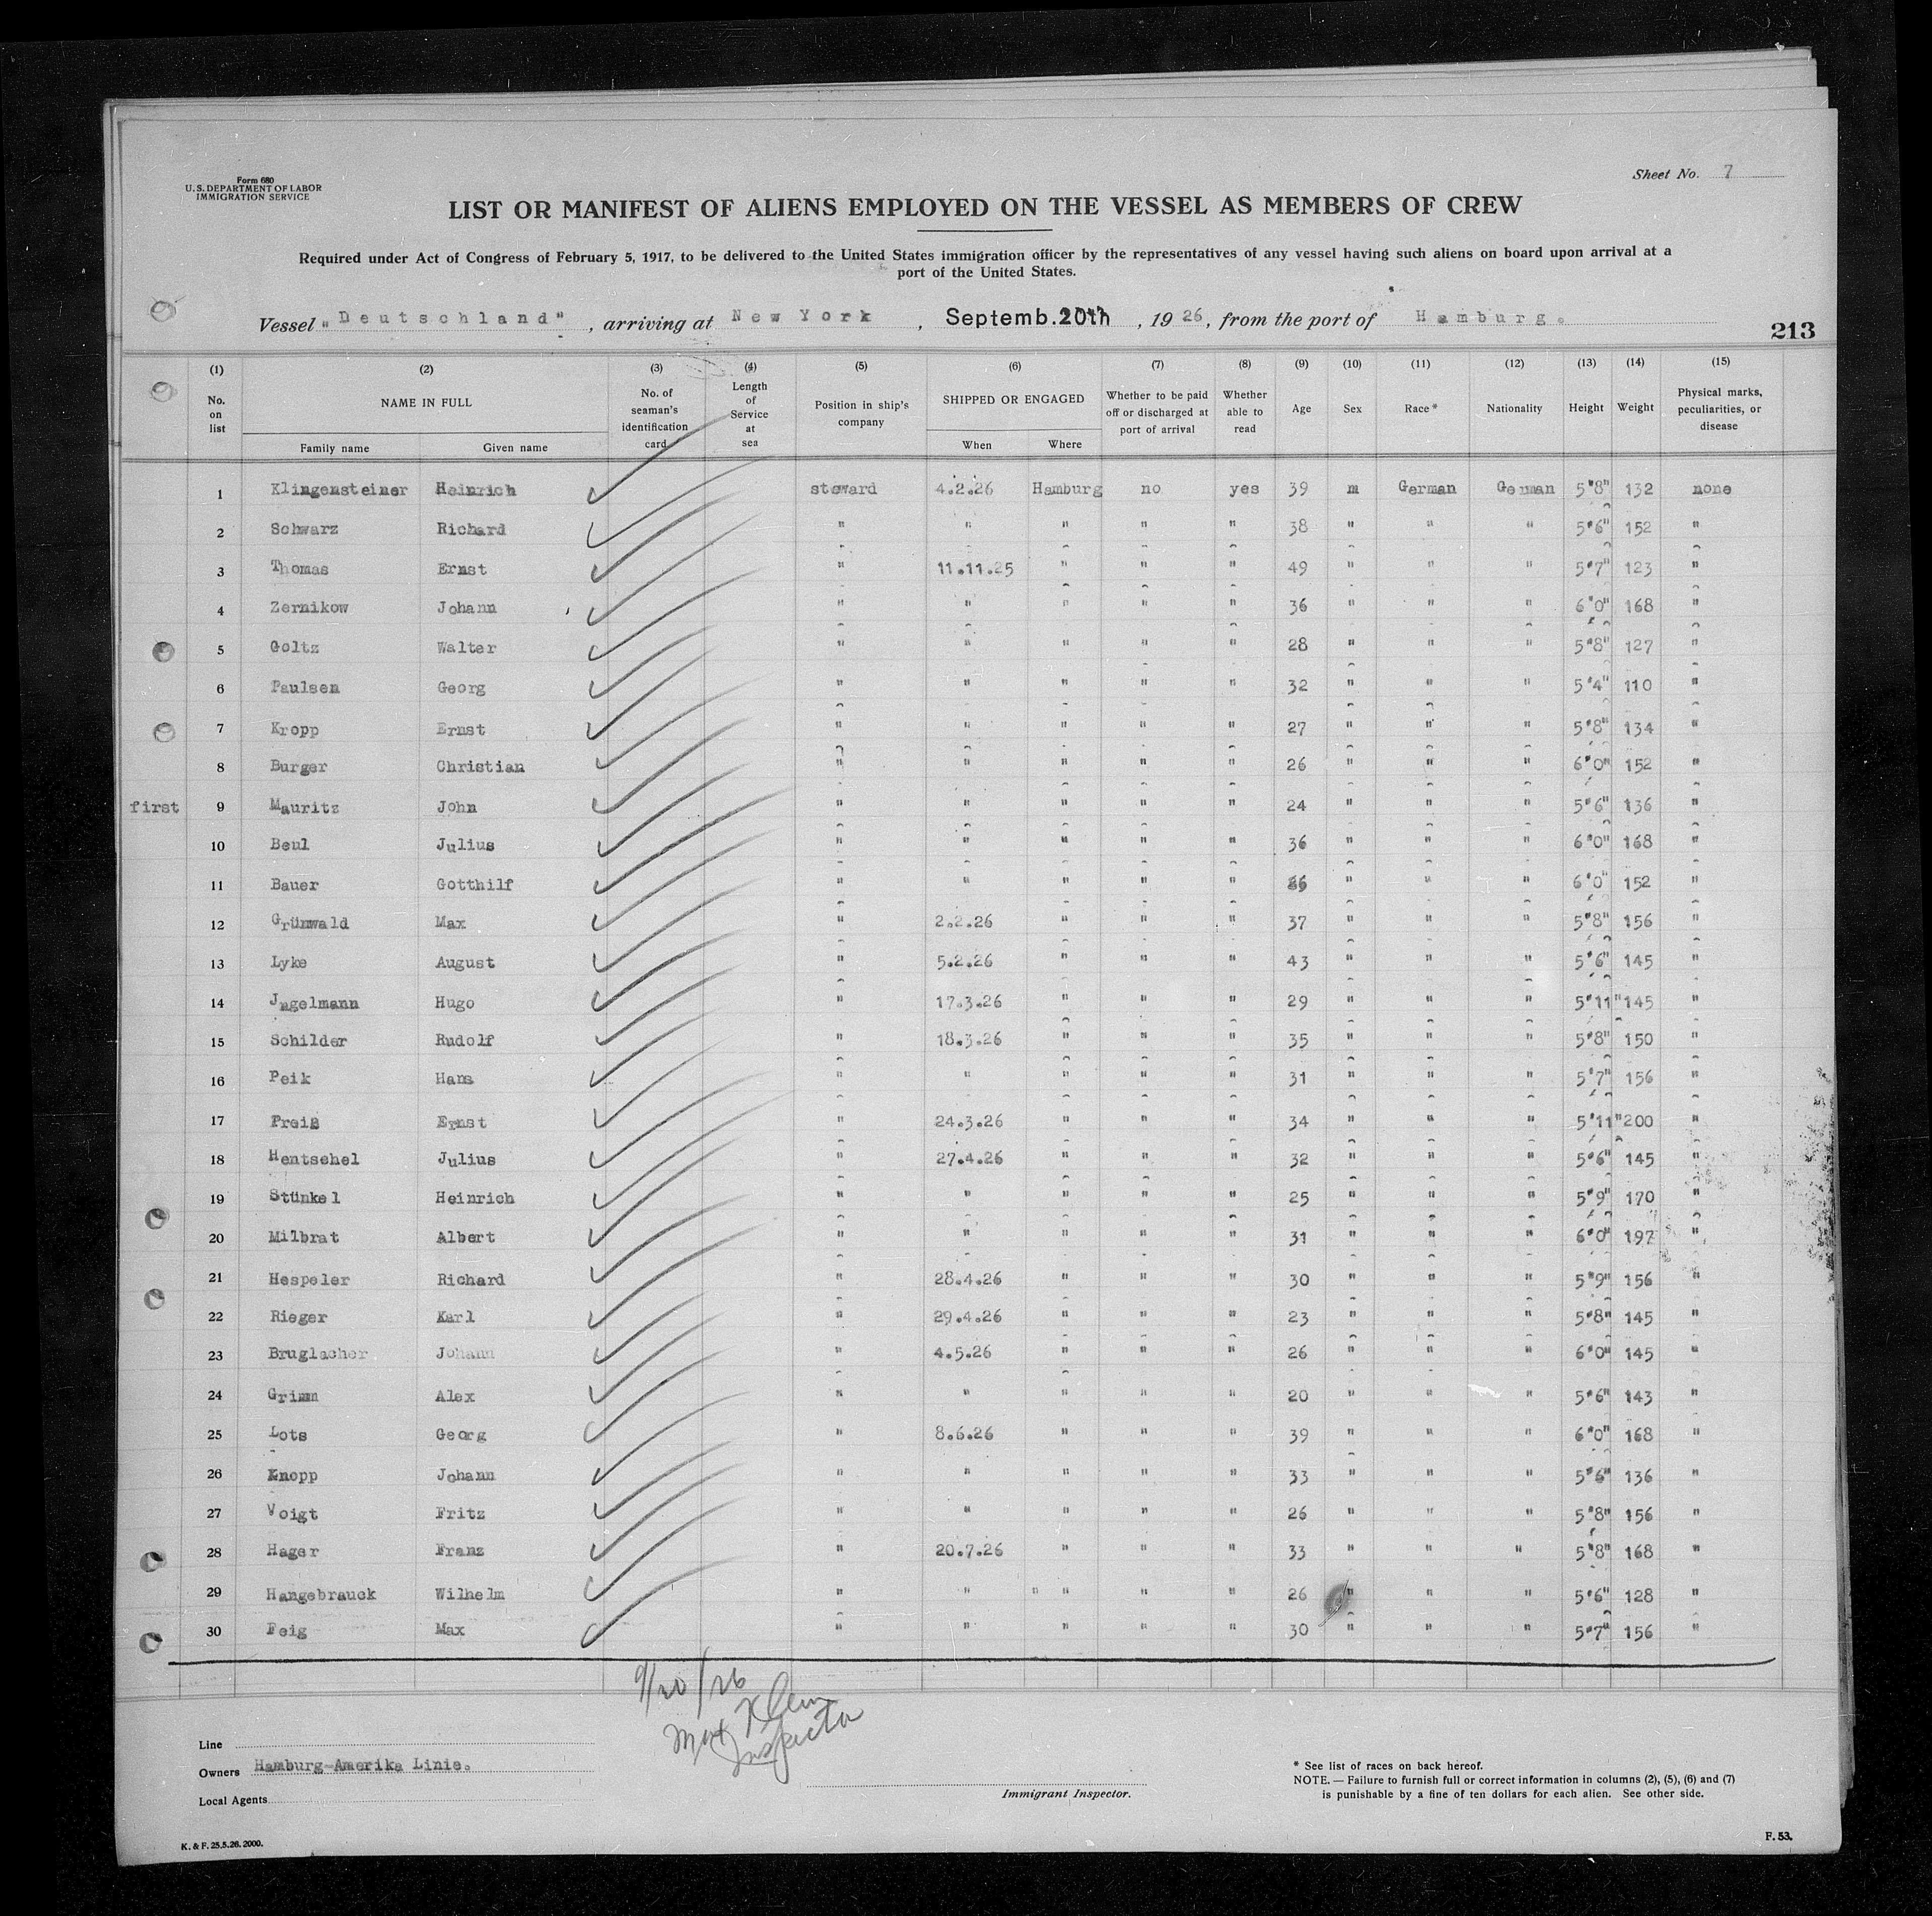 Form 680
U. S. DEPARTMENT OF LABOR
IMMIGRATION SERVICE
Sheet No. 7
LIST OR MANIFEST OF ALIENS EMPLOYED ON THE VESSEL AS MEMBERS OF CREW
Required under Act of Congress of February 5, 1917, to be delivered to the United States immigration officer by the representatives of any vessel having such aliens on board upon arrival at a
port of the United States.
Vessel "Deutschland", arriving at New York, Septemb.20th, 1926, from the port of Hamburg.
213
(1) (2) (3) (4) (5) (6) (7) (8) (9) (10) (11) (12) (13) (14) (15)
No. on list NAME IN FULL Family name Given name No. of seaman's identification card Length of Service at sea Position in ship's company SHIPPED OR ENGAGED When Where Whether to be paid off or discharged at port of arrival Whether able to read Age Sex Race* Nationality Height Weight Physical marks, peculiarities, or disease
1 Klingensteiner Heinrich steward 4.2.26 Hamburg no yes 39 m German German 5"8" 132 none
2 Schwarz Richard " " " " " 38 " " " 5"6" 152 "
3 Thomas Ernst " 11.11.25 " " " 49 " " " 5"7" 123 "
4 Zernikow Johann " " " " " 36 " " " 6"0" 168 "
5 Goltz Walter " " " " " 28 " " " 5"8" 127 "
6 Paulsen Georg " " " " " 32 " " " 5"4" 110 "
7 Kropp Ernst " " " " " 27 " " " 5"8" 134 "
8 Burger Christian " " " " " 26 " " " 6"0" 152 "
first 9 Mauritz John " " " " " 24 " " " 5"6" 136 "
10 Beul Julius " " " " " 36 " " " 6"0" 168 "
11 Bauer Gotthilf " " " " " " " " 6"0" 152 "
12 Grünwald Max " 2.2.26 " " " 37 " " " 5"8" 156 "
13 Lyke August " 5.2.26 " " " 43 " " " 5"6" 145 "
14 Jngelmann Hugo " 17.3.26 " " " 29 " " " 5"11" 145 "
15 Schilder Rudolf " 18.3.26 " " " 35 " " " 5"8" 150 "
16 Peik Hans " " " " " 31 " " " 5"7" 156 "
17 Preiß Ernst " 24.3.26 " " " 34 " " " 5"11" 200 "
18 Hentschel Julius " 27.4.26 " " " 32 " " " 5"6" 145 "
19 Stünkel Heinrich " " " " " 25 " " " 5"9" 170 "
20 Milbrat Albert " " " " " 31 " " " 6"0" 197 "
21 Hespeler Richard " 28.4.26 " " " 30 " " " 5"9" 156 "
22 Rieger Karl " 29.4.26 " " " 23 " " " 5"8" 145 "
23 Bruglacher Johann " 4.5.26 " " " 26 " " " 6"0" 145 "
24 Grimm Alex " " " " " 20 " " " 5"6" 143 "
25 Lots Georg " 8.6.26 " " " 39 " " " 6"0" 168 "
26 Knopp Johann " " " " " 33 " " " 5"6" 136 "
27 Voigt Fritz " " " " " 26 " " " 5"8" 156 "
28 Hager Franz " 20.7.26 " " " 33 " " " 5"8" 168 "
29 Hangebrauck Wilhelm " " " " " " 26 " " " 5"6" 128 "
30 Feig Max " " " " " 30 " " " 5"7" 156 "
9/20/26
Max Klein
Inspector
Line
Owners Hamburg-Amerika Linie.
Local Agents
Immigrant Inspector.
* See list of races on back hereof.
NOTE. — Failure to furnish full or correct information in columns (2), (5), (6) and (7)
is punishable by a fine of ten dollars for each alien. See other side.
K. & F. 25.5.26. 2000.
F. 53.